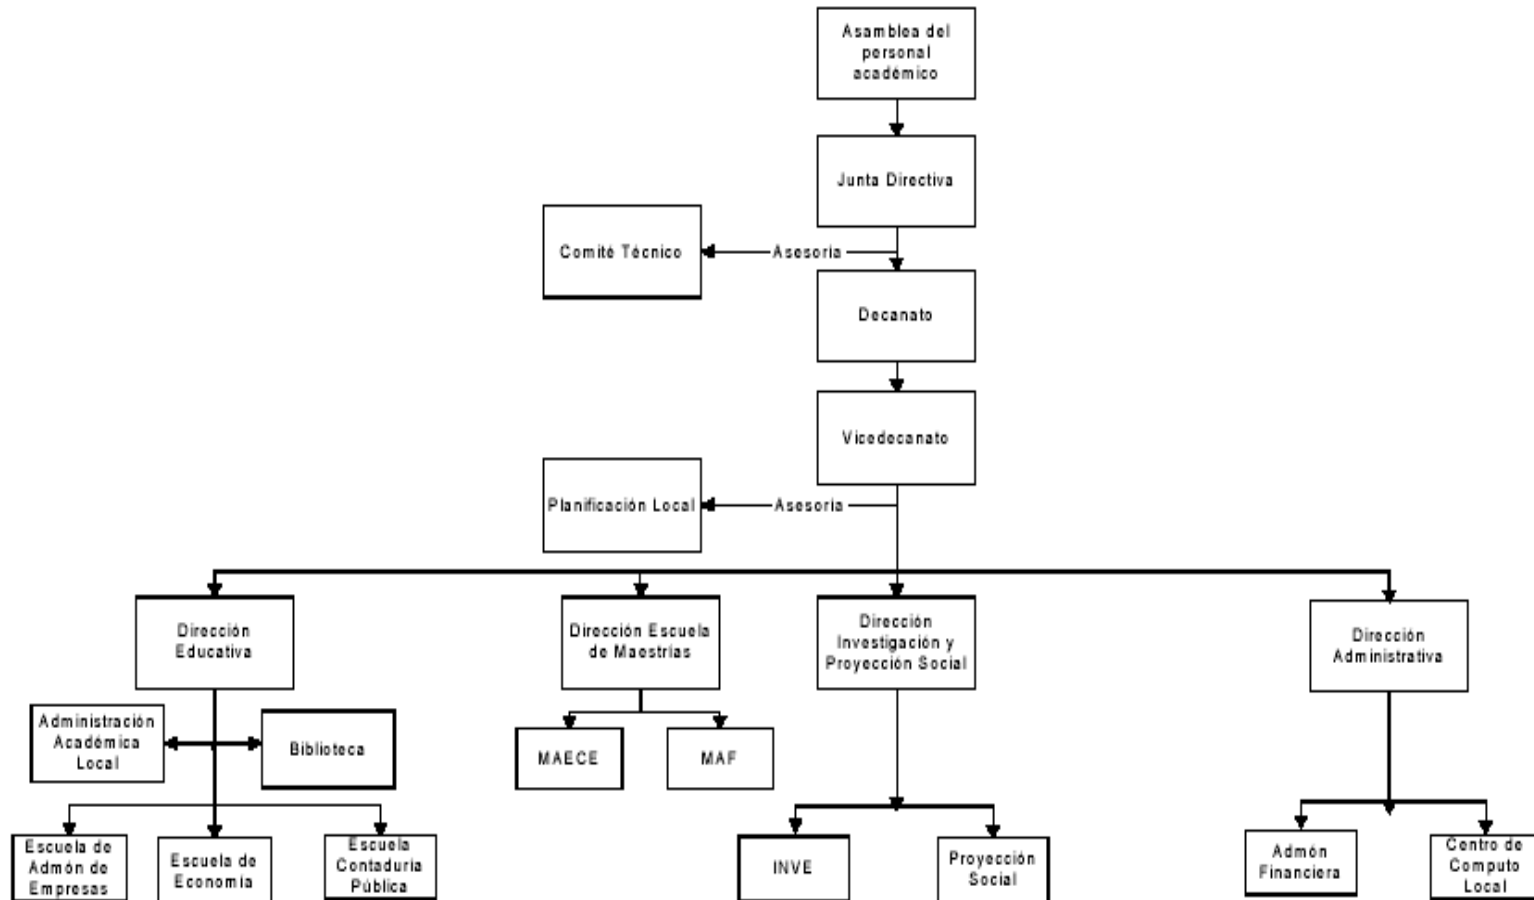 Asamblea del
personal
académico
Junta Directiva
Comité Técnico
Asesoría
Decanato
Vicedecanato
Planificación Local
Asesoría
Dirección
Educativa
Dirección Escuela
de Maestrías
Dirección
Investigación y
Proyección Social
Dirección
Administrativa
Administración
Académica
Local
Biblioteca
MAECE
MAF
Escuela de
Admón de
Empresas
Escuela de
Economía
Escuela
Contaduría
Pública
INVE
Proyección
Social
Admón
Financiera
Centro de
Computo
Local